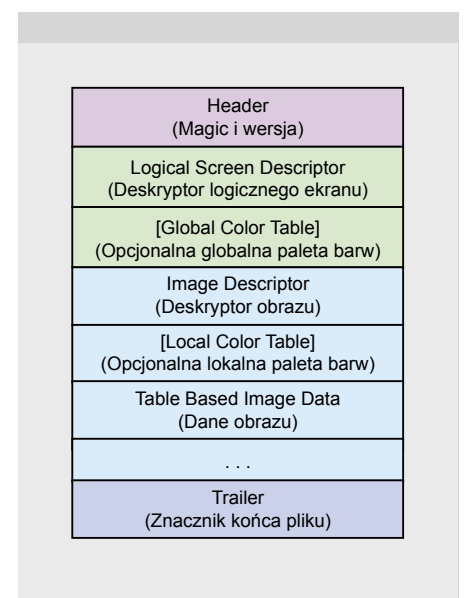 Header
(Magic i wersja)
Logical Screen Descriptor
(Deskryptor logicznego ekranu)
[Global Color Table]
(Opcjonalna globalna paleta barw)
Image Descriptor
(Deskryptor obrazu)
[Local Color Table]
(Opcjonalna lokalna paleta barw)
Table Based Image Data
(Dane obrazu)
. . .
Trailer
(Znacznik końca pliku)